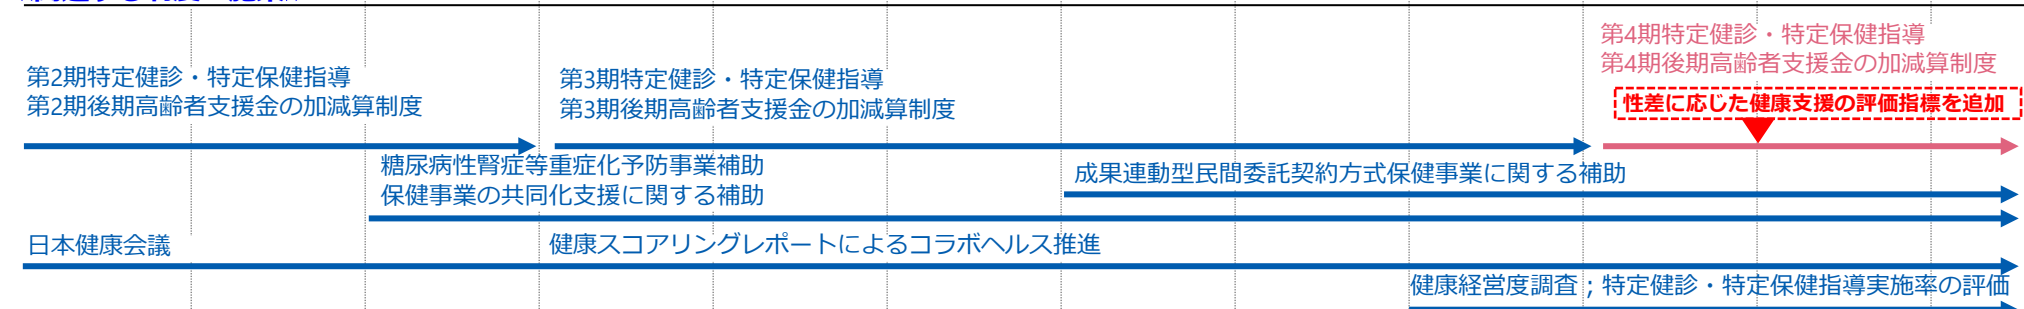 第4期特定健診・特定保健指導
第4期後期高齢者支援金の加減算制度
第2期特定健診・特定保健指導
第2期後期高齢者支援金の加減算制度
第3期特定健診・特定保健指導
第3期後期高齢者支援金の加減算制度
性差に応じた健康支援の評価指標を追加
糖尿病性腎症等重症化予防事業補助
保健事業の共同化支援に関する補助
成果連動型民間委託契約方式保健事業に関する補助
日本健康会議
健康スコアリングレポートによるコラボヘルス推進
健康経営度調査；特定健診・特定保健指導実施率の評価